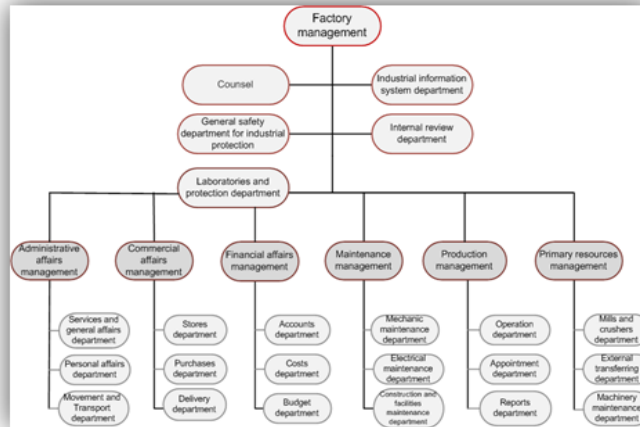 Factory
management
Counsel
Industrial information
system department
General safety
department for industrial
protection
Internal review
department
Laboratories and
protection department
Administrative
affairs
management
Commercial
affairs
management
Financial affairs
management
Maintenance
management
Production
management
Primary resources
management
Services and
general affairs
department
Stores
department
Accounts
department
Mechanic
maintenance
department
Operation
department
Mills and
crushers
department
Personal affairs
department
Purchases
department
Costs
department
Electrical
maintenance
department
Appointment
department
External
transferring
department
Movement and
Transport
department
Delivery
department
Budget
department
Construction and
facilities
maintenance
department
Reports
department
Machinery
maintenance
department